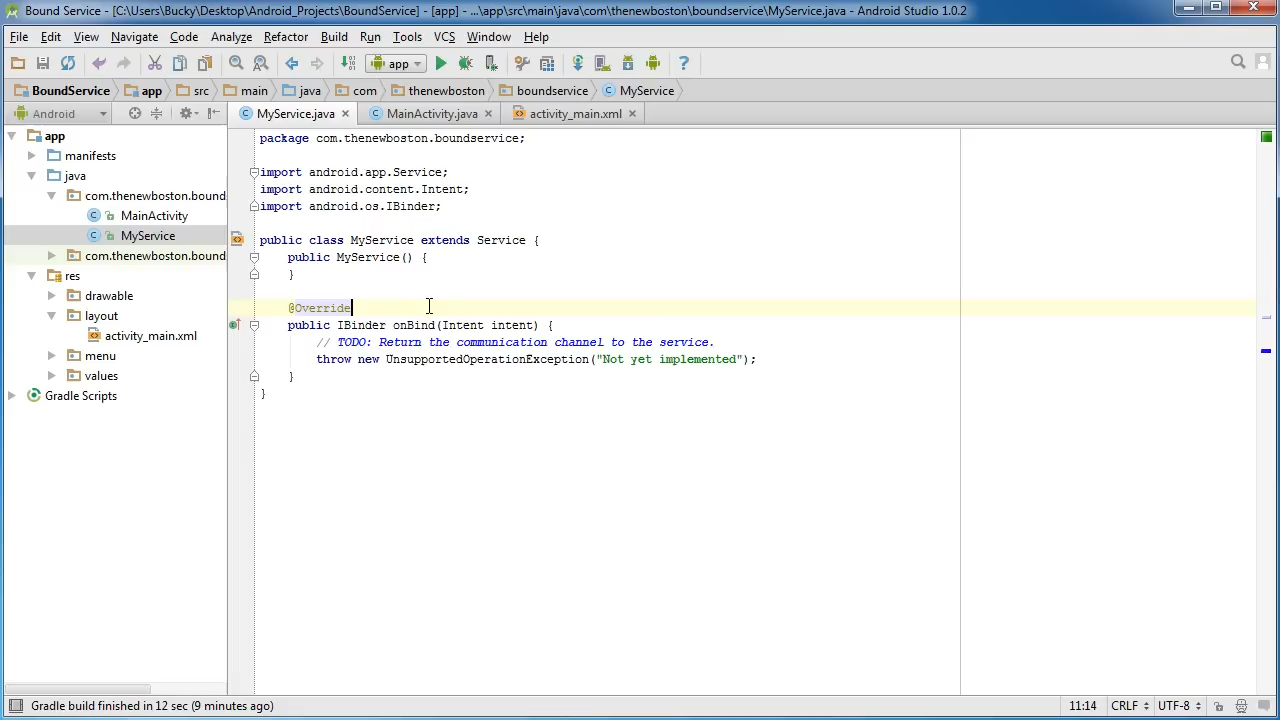 Bound Service - [C:\Users\Bucky\Desktop\Android_Projects\BoundService] - [app] - ...\app\src\main\java\com\thenewboston\boundservice\MyService.java - Android Studio 1.0.2
File Edit View Navigate Code Analyze Refactor Build Run Tools VCS Window Help
app
BoundService app src main java com thenewboston boundservice MyService
Android
MyService.java MainActivity.java activity_main.xml
app
manifests
java
com.thenewboston.bound
MainActivity
MyService
com.thenewboston.bound
res
drawable
layout
activity_main.xml
menu
values
Gradle Scripts
package com.thenewboston.boundservice;
import android.app.Service;
import android.content.Intent;
import android.os.IBinder;
public class MyService extends Service {
public MyService() {
}
@Override
public IBinder onBind(Intent intent) {
// TODO: Return the communication channel to the service.
throw new UnsupportedOperationException("Not yet implemented");
}
}
Gradle build finished in 12 sec (9 minutes ago) 11:14 CRLF UTF-8